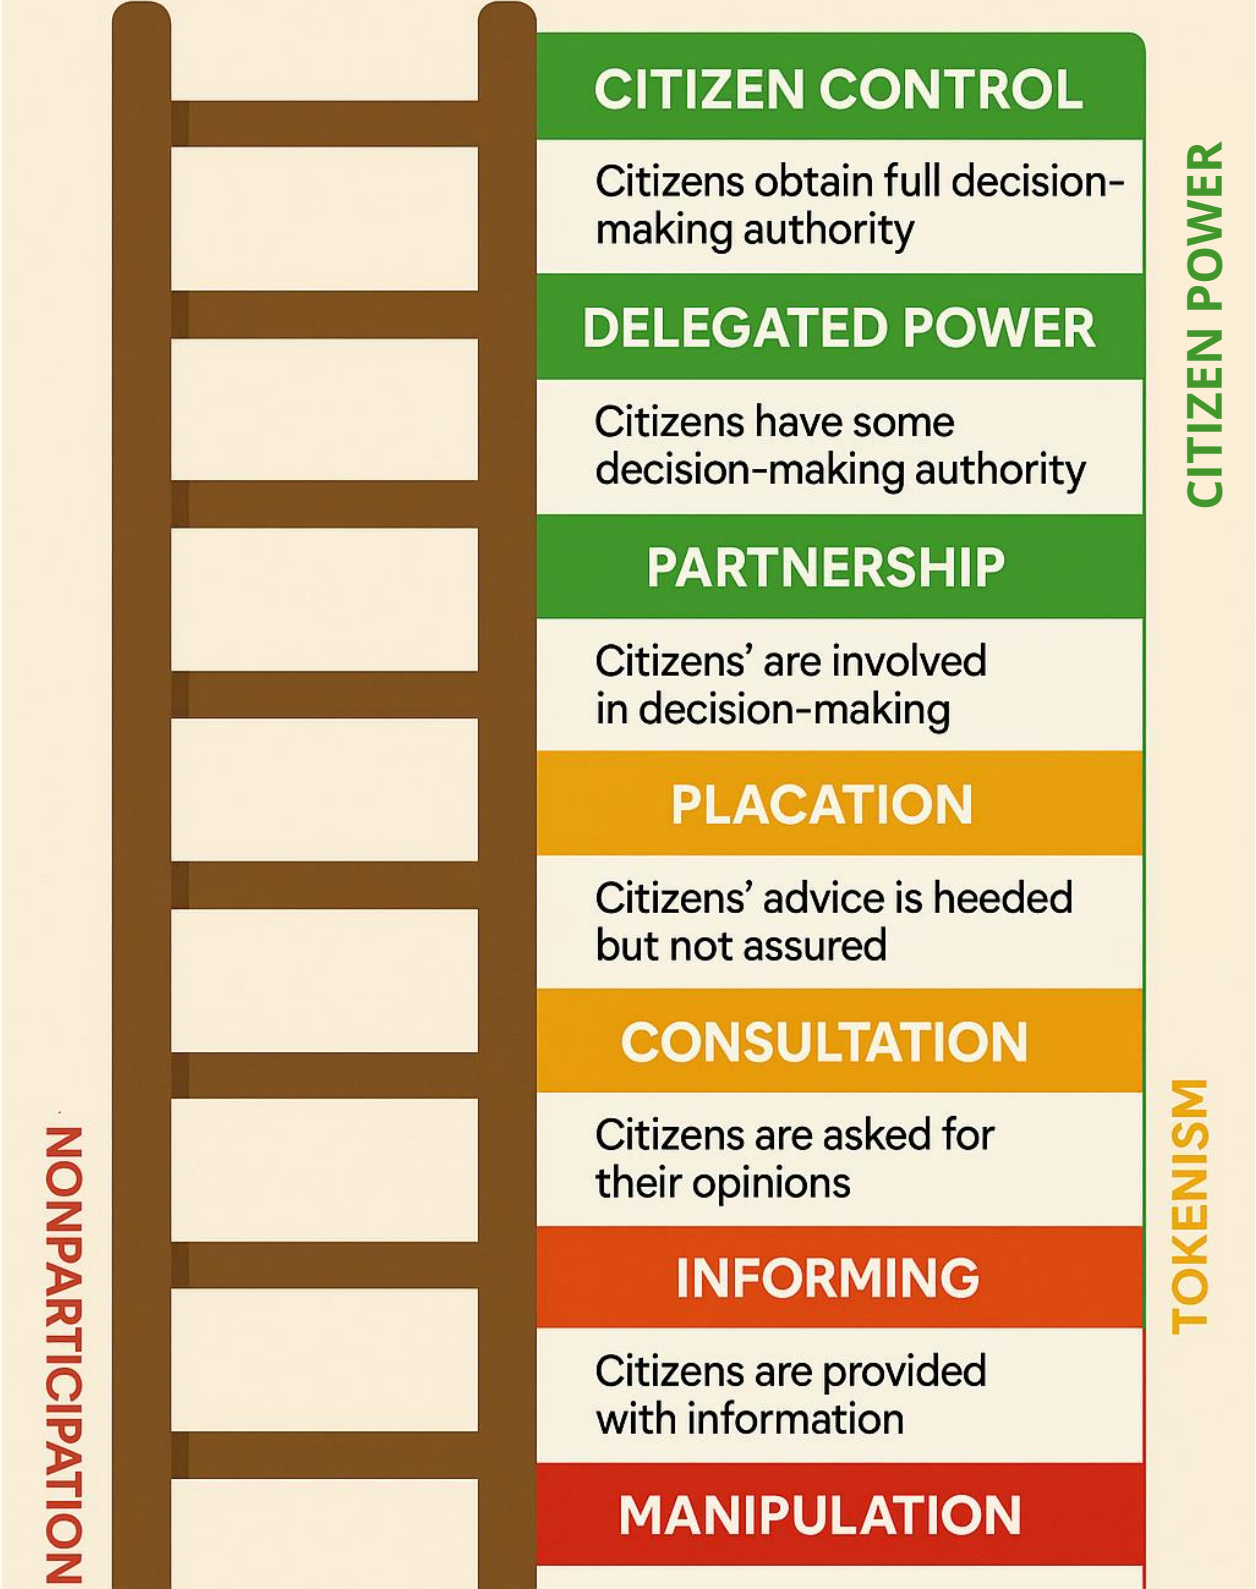 CITIZEN CONTROL
Citizens obtain full decision-
making authority
DELEGATED POWER
Citizens have some
decision-making authority
PARTNERSHIP
Citizens’ are involved
in decision-making
PLACATION
Citizens’ advice is heeded
but not assured
CONSULTATION
Citizens are asked for
their opinions
INFORMING
Citizens are provided
with information
MANIPULATION
CITIZEN POWER
TOKENISM
NONPARTICIPATION